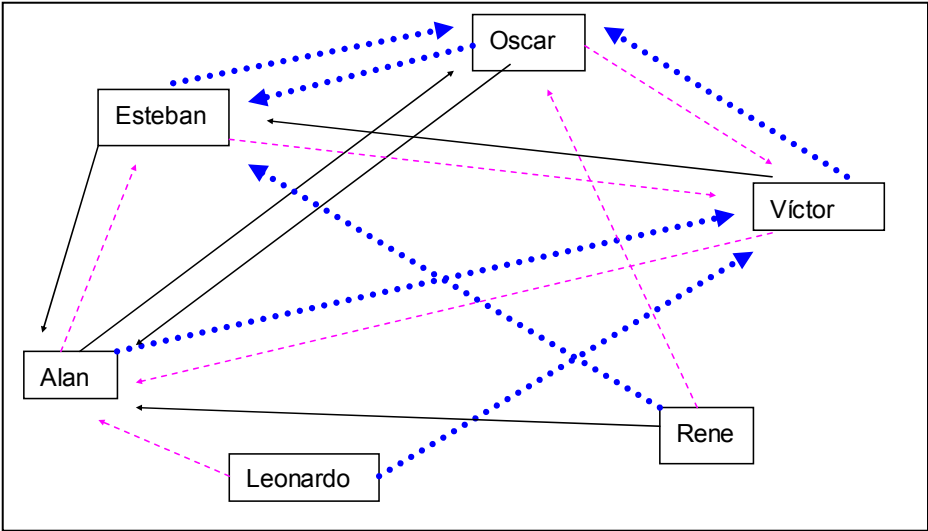 Oscar
Esteban
Víctor
Alan
Rene
Leonardo